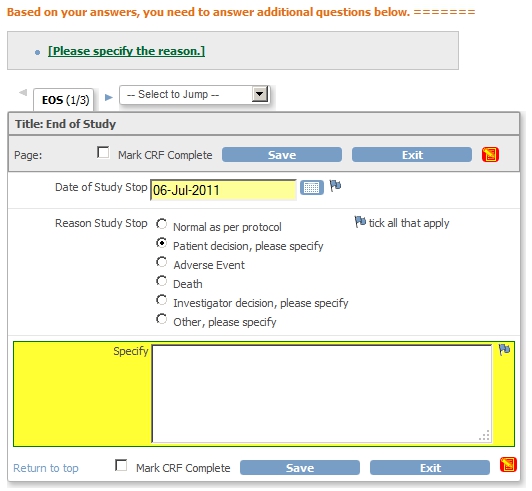 Based on your answers, you need to answer additional questions below. =======
[Please specify the reason.]
EOS (1/3)
-- Select to Jump --
Title: End of Study
Page:
Mark CRF Complete
Save
Exit
Date of Study Stop
06-Jul-2011
Reason Study Stop
Normal as per protocol
tick all that apply
Patient decision, please specify
Adverse Event
Death
Investigator decision, please specify
Other, please specify
Specify
Return to top
Mark CRF Complete
Save
Exit